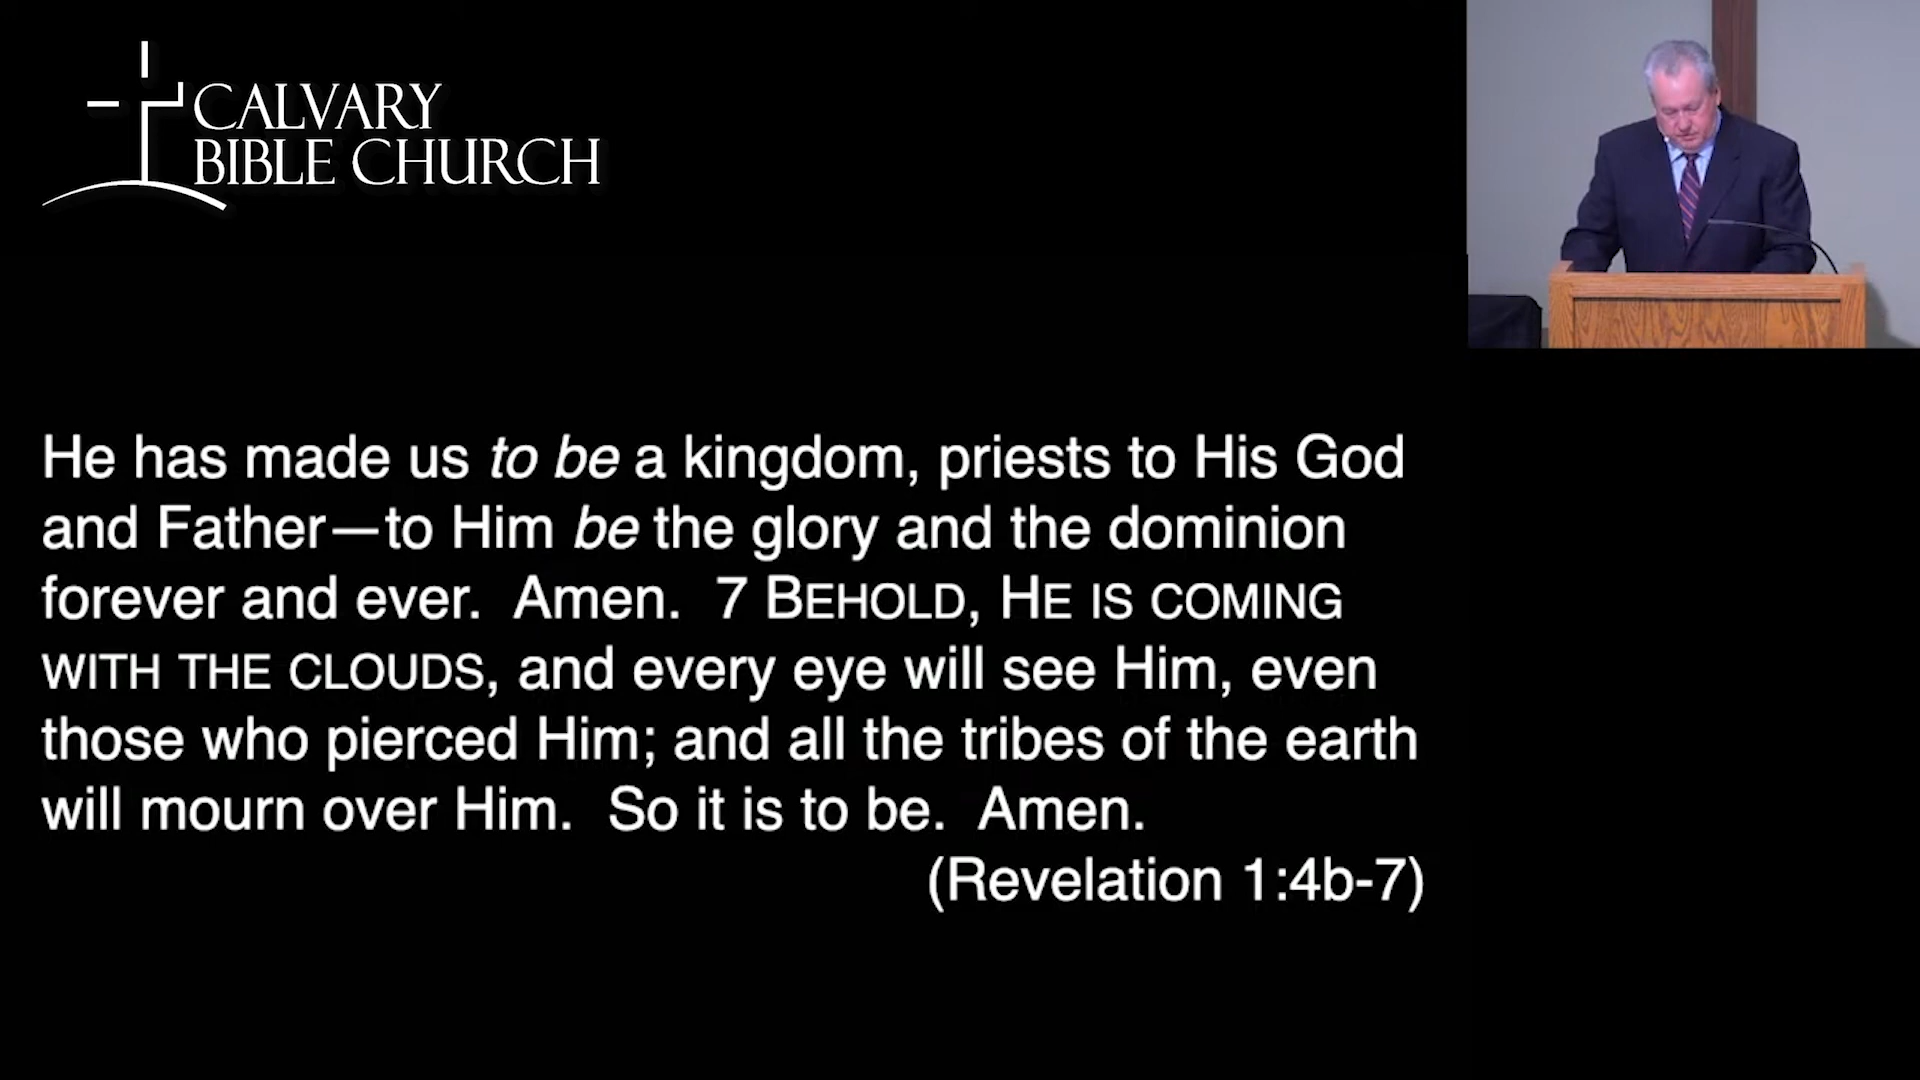 CALVARY
BIBLE CHURCH
He has made us to be a kingdom, priests to His God
and Father—to Him be the glory and the dominion
forever and ever.  Amen.  7 BEHOLD, HE IS COMING
WITH THE CLOUDS, and every eye will see Him, even
those who pierced Him; and all the tribes of the earth
will mourn over Him.  So it is to be.  Amen.
(Revelation 1:4b-7)